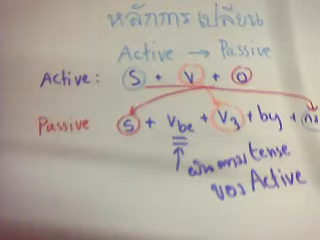 หลักการเปลี่ยน
Active → Passive
Active: S + V + O
Passive S + Vbe + V3 + by +
ผันตาม tense
ของ Active